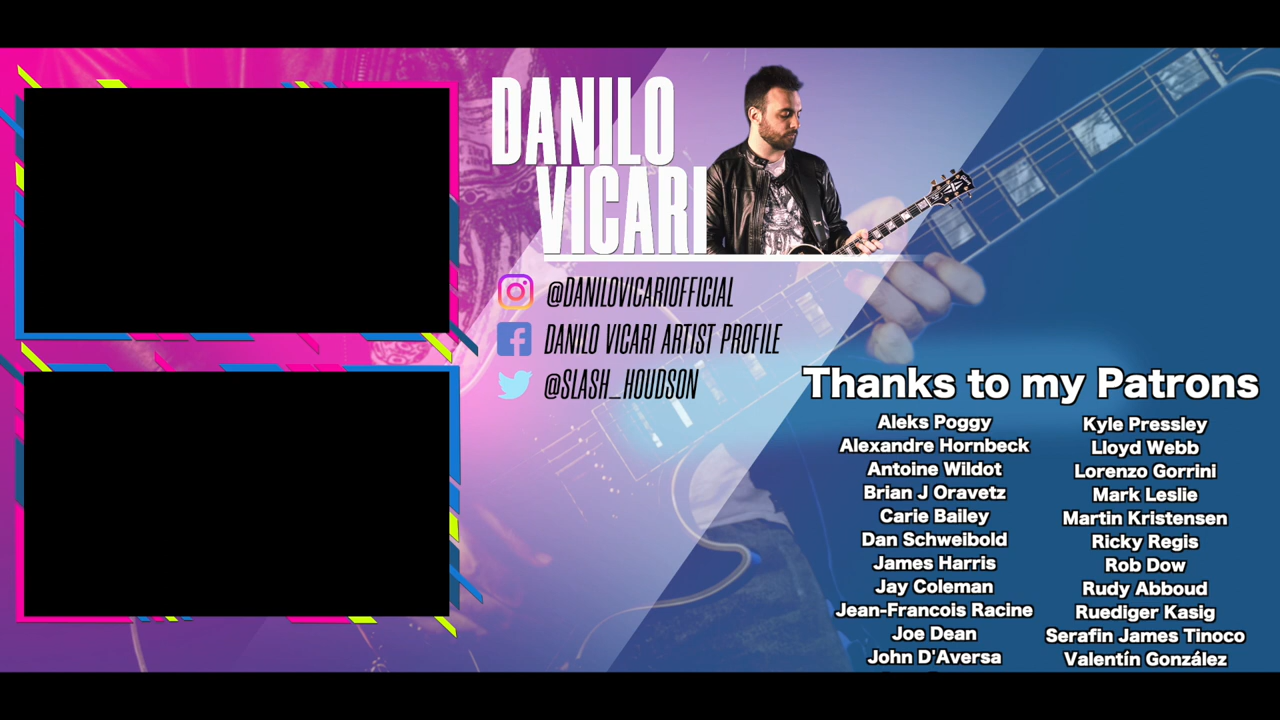 DANILO
VICARI
@DANILOVICARIOFFICIAL
DANILO VICARI ARTIST PROFILE
@SLASH_HOUDSON
Thanks to my Patrons
Aleks Poggy
Alexandre Hornbeck
Antoine Wildot
Brian J Oravetz
Carie Bailey
Dan Schweibold
James Harris
Jay Coleman
Jean-Francois Racine
Joe Dean
John D'Aversa
Kyle Pressley
Lloyd Webb
Lorenzo Gorrini
Mark Leslie
Martin Kristensen
Ricky Regis
Rob Dow
Rudy Abboud
Ruediger Kasig
Serafin James Tinoco
Valentín González